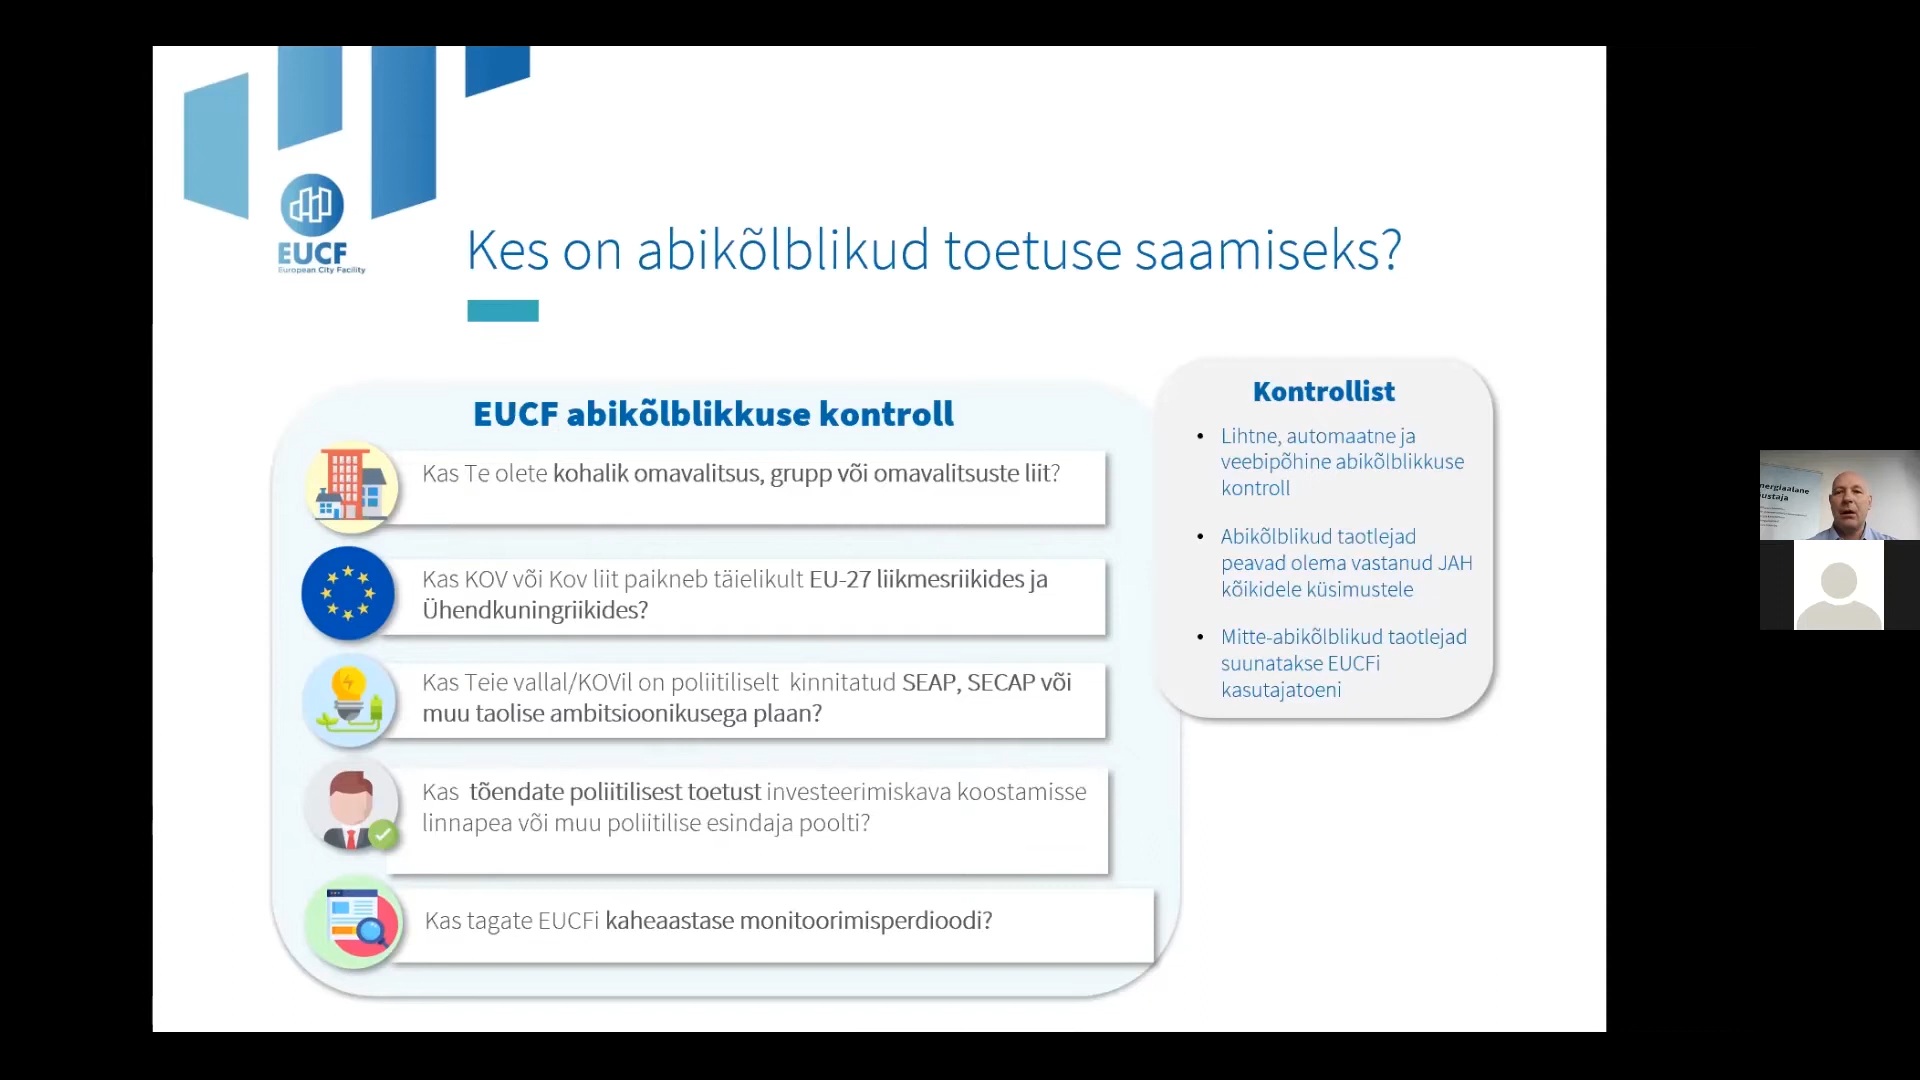 EUCF
European City Facility
Kes on abikõlblikud toetuse saamiseks?
EUCF abikõlblikkuse kontroll
Kas Te olete kohalik omavalitsus, grupp või omavalitsuste liit?
Kas KOV või Kov liit paikneb täielikult EU-27 liikmesriikides ja
Ühendkuningriikides?
Kas Teie vallal/KOVil on poliitiliselt kinnitatud SEAP, SECAP või
muu taolise ambitsioonikusega plaan?
Kas tõendate poliitilisest toetust investeerimiskava koostamisse
linnapea või muu poliitilise esindaja poolti?
Kas tagate EUCFi kaheaastase monitoorimisperdioodi?
Kontrollist
• Lihtne, automaatne ja
veebipõhine abikõlblikkuse
kontroll
• Abikõlblikud taotlejad
peavad olema vastanud JAH
kõikidele küsimustele
• Mitte-abikõlblikud taotlejad
suunatakse EUCFi
kasutajatoeni
nergiaalane
ustaja